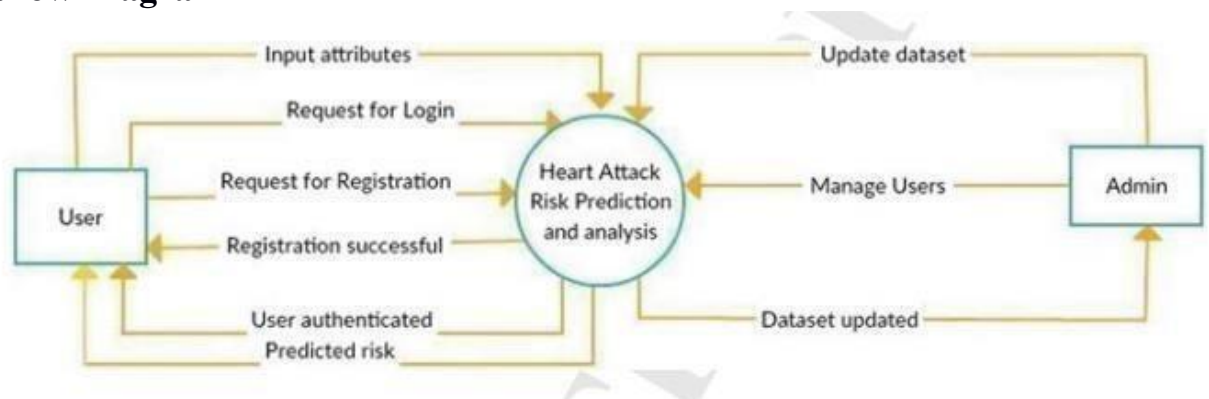 Input attributes
Update dataset
Request for Login
Request for Registration
Heart Attack
Risk Prediction
and analysis
Manage Users
Admin
User
Registration successful
User authenticated
Dataset updated
Predicted risk